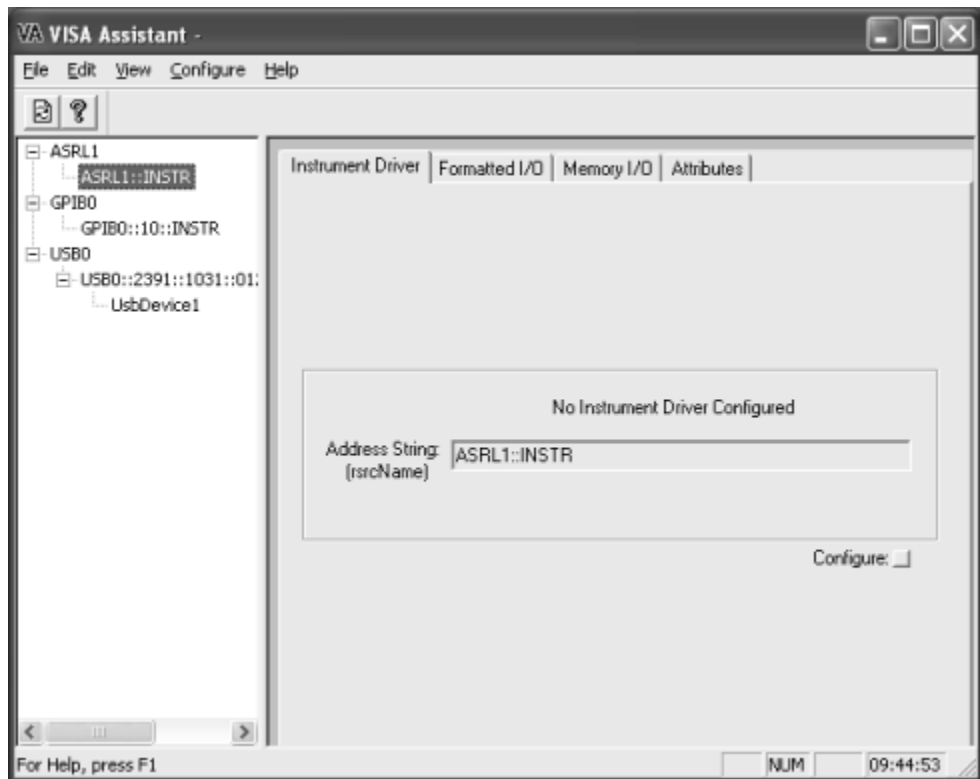 VA VISA Assistant -
File Edit View Configure Help
ASRL1
ASRL1::INSTR
GPIB0
GPIB0::10::INSTR
USB0
USB0::2391::1031::01
UsbDevice1
Instrument Driver Formatted I/O Memory I/O Attributes
No Instrument Driver Configured
Address String: ASRL1::INSTR
(rsrcName)
Configure:
For Help, press F1 NUM 09:44:53